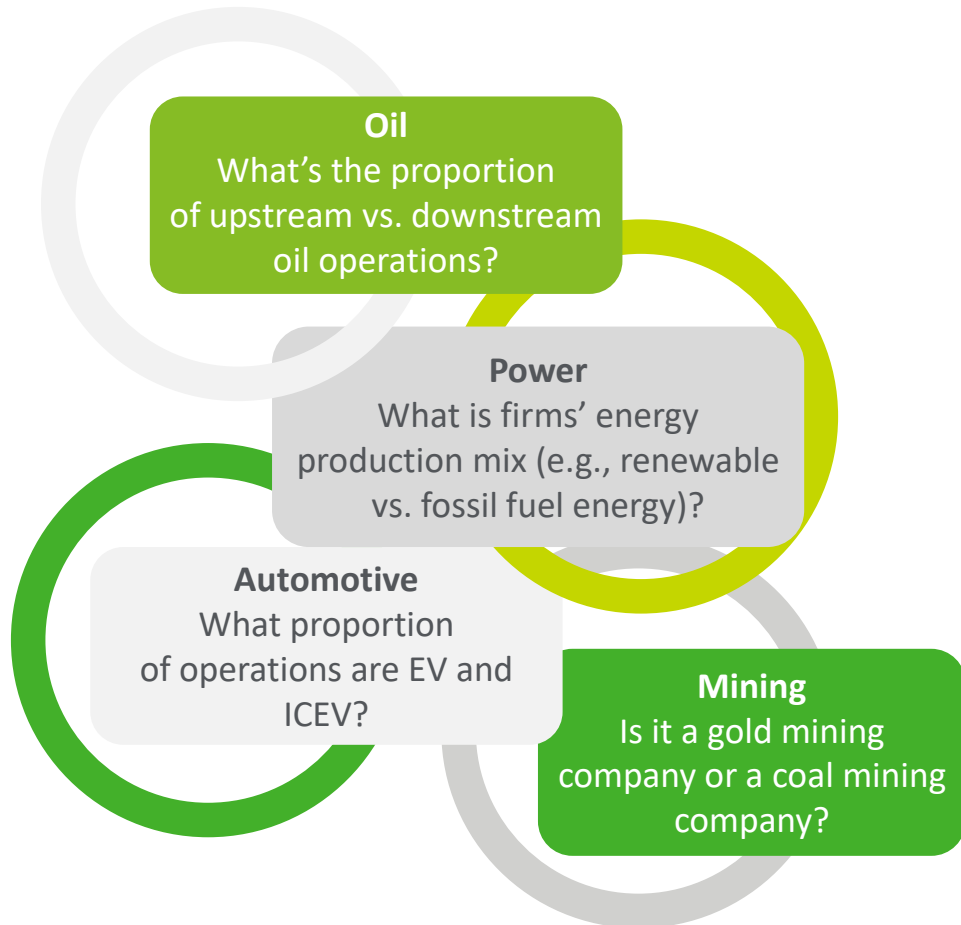 Oil
What’s the proportion
of upstream vs. downstream
oil operations?
Power
What is firms’ energy
production mix (e.g., renewable
vs. fossil fuel energy)?
Automotive
What proportion
of operations are EV and
ICEV?
Mining
Is it a gold mining
company or a coal mining
company?